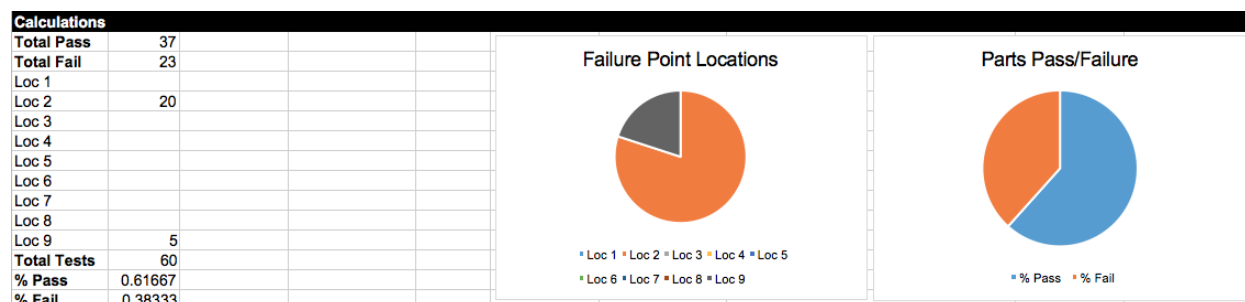 Calculations
Total Pass 37
Total Fail 23
Loc 1
Loc 2 20
Loc 3
Loc 4
Loc 5
Loc 6
Loc 7
Loc 8
Loc 9 5
Total Tests 60
% Pass 0.61667
% Fail 0.38333
Failure Point Locations
Loc 1 Loc 2 Loc 3 Loc 4 Loc 5
Loc 6 Loc 7 Loc 8 Loc 9
Parts Pass/Failure
% Pass % Fail